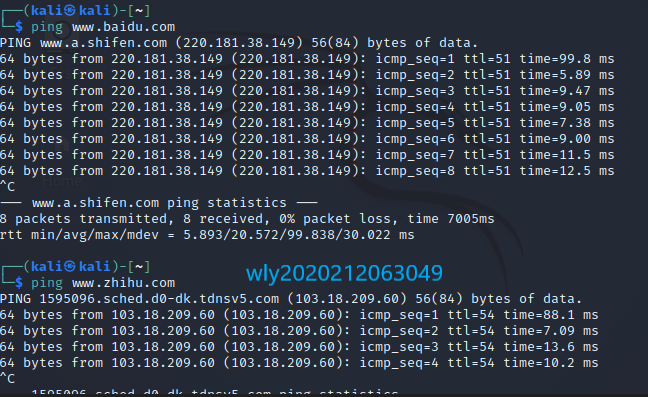 ┌──(kali㉿kali)-[~]
└─$ ping www.baidu.com
PING www.a.shifen.com (220.181.38.149) 56(84) bytes of data.
64 bytes from 220.181.38.149 (220.181.38.149): icmp_seq=1 ttl=51 time=99.8 ms
64 bytes from 220.181.38.149 (220.181.38.149): icmp_seq=2 ttl=51 time=5.89 ms
64 bytes from 220.181.38.149 (220.181.38.149): icmp_seq=3 ttl=51 time=9.47 ms
64 bytes from 220.181.38.149 (220.181.38.149): icmp_seq=4 ttl=51 time=9.05 ms
64 bytes from 220.181.38.149 (220.181.38.149): icmp_seq=5 ttl=51 time=7.38 ms
64 bytes from 220.181.38.149 (220.181.38.149): icmp_seq=6 ttl=51 time=9.00 ms
64 bytes from 220.181.38.149 (220.181.38.149): icmp_seq=7 ttl=51 time=11.5 ms
64 bytes from 220.181.38.149 (220.181.38.149): icmp_seq=8 ttl=51 time=12.5 ms
^C
--- www.a.shifen.com ping statistics ---
8 packets transmitted, 8 received, 0% packet loss, time 7005ms
rtt min/avg/max/mdev = 5.893/20.572/99.838/30.022 ms
┌──(kali㉿kali)-[~]
wly2020212063049
└─$ ping www.zhihu.com
PING 1595096.sched.d0-dk.tdnsv5.com (103.18.209.60) 56(84) bytes of data.
64 bytes from 103.18.209.60 (103.18.209.60): icmp_seq=1 ttl=54 time=88.1 ms
64 bytes from 103.18.209.60 (103.18.209.60): icmp_seq=2 ttl=54 time=7.09 ms
64 bytes from 103.18.209.60 (103.18.209.60): icmp_seq=3 ttl=54 time=13.6 ms
64 bytes from 103.18.209.60 (103.18.209.60): icmp_seq=4 ttl=54 time=10.2 ms
^C
--- 1595096.sched.d0-dk.tdnsv5.com ping statistics ---